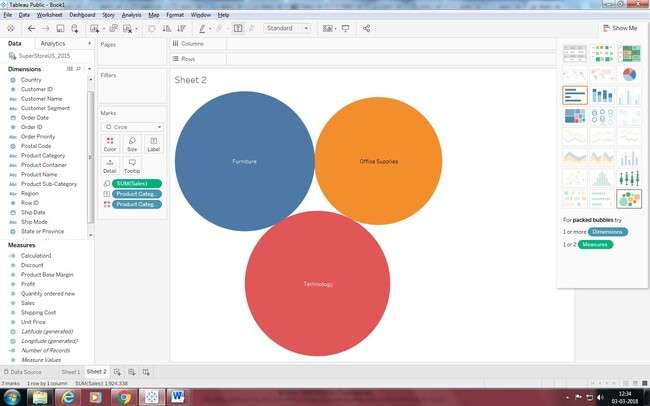 Tableau Public - Book1
File Data Worksheet Dashboard Story Analysis Map Format Window Help
Standard
Show Me
Data Analytics
SuperStoreUS_2015
Dimensions
Country
Customer ID
Customer Name
Customer Segment
Order Date
Order ID
Order Priority
Postal Code
Product Category
Product Container
Product Name
Product Sub-Category
Region
Row ID
Ship Date
Ship Mode
State or Province
Measures
Calculation1
Discount
Product Base Margin
Profit
Quantity ordered new
Sales
Shipping Cost
Unit Price
Latitude (generated)
Longitude (generated)
Number of Records
Measure Values
Pages
Filters
Marks
Circle
Color Size Label
Detail Tooltip
SUM(Sales)
Product Categ..
Product Categ..
Columns
Rows
Sheet 2
Furniture
Office Supplies
Technology
For packed bubbles try
1 or more Dimensions
1 or 2 Measures
Data Source Sheet 1 Sheet 2
3 marks 1 row by 1 column SUM(Sales): 1,924,338
12:34
03-03-2018